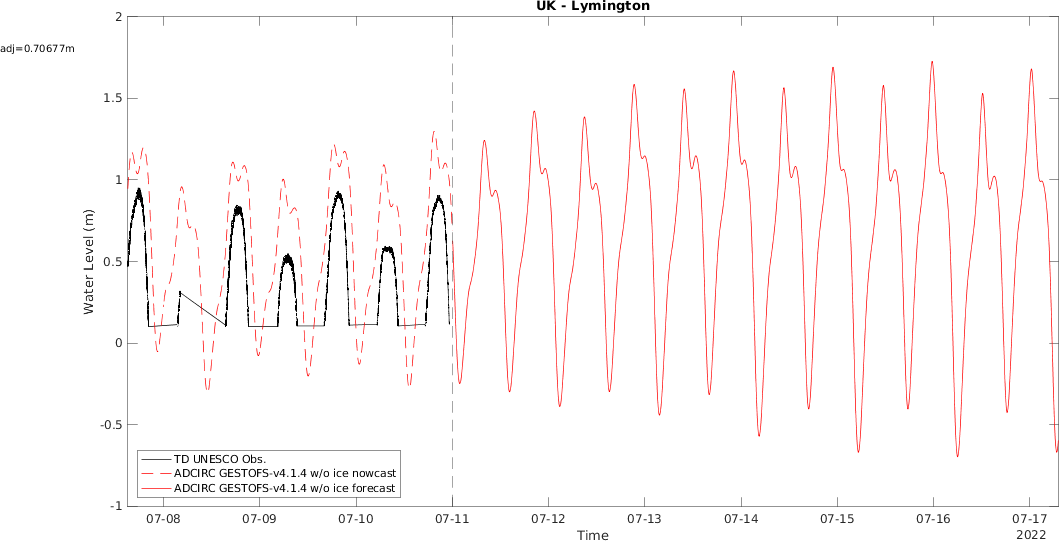 UK - Lymington
adj=0.70677m
2
1.5
1
0.5
0
-0.5
-1
Water Level (m)
TD UNESCO Obs.
ADCIRC GESTOFS-v4.1.4 w/o ice nowcast
ADCIRC GESTOFS-v4.1.4 w/o ice forecast
07-08 07-09 07-10 07-11 07-12 07-13 07-14 07-15 07-16 07-17
Time
2022